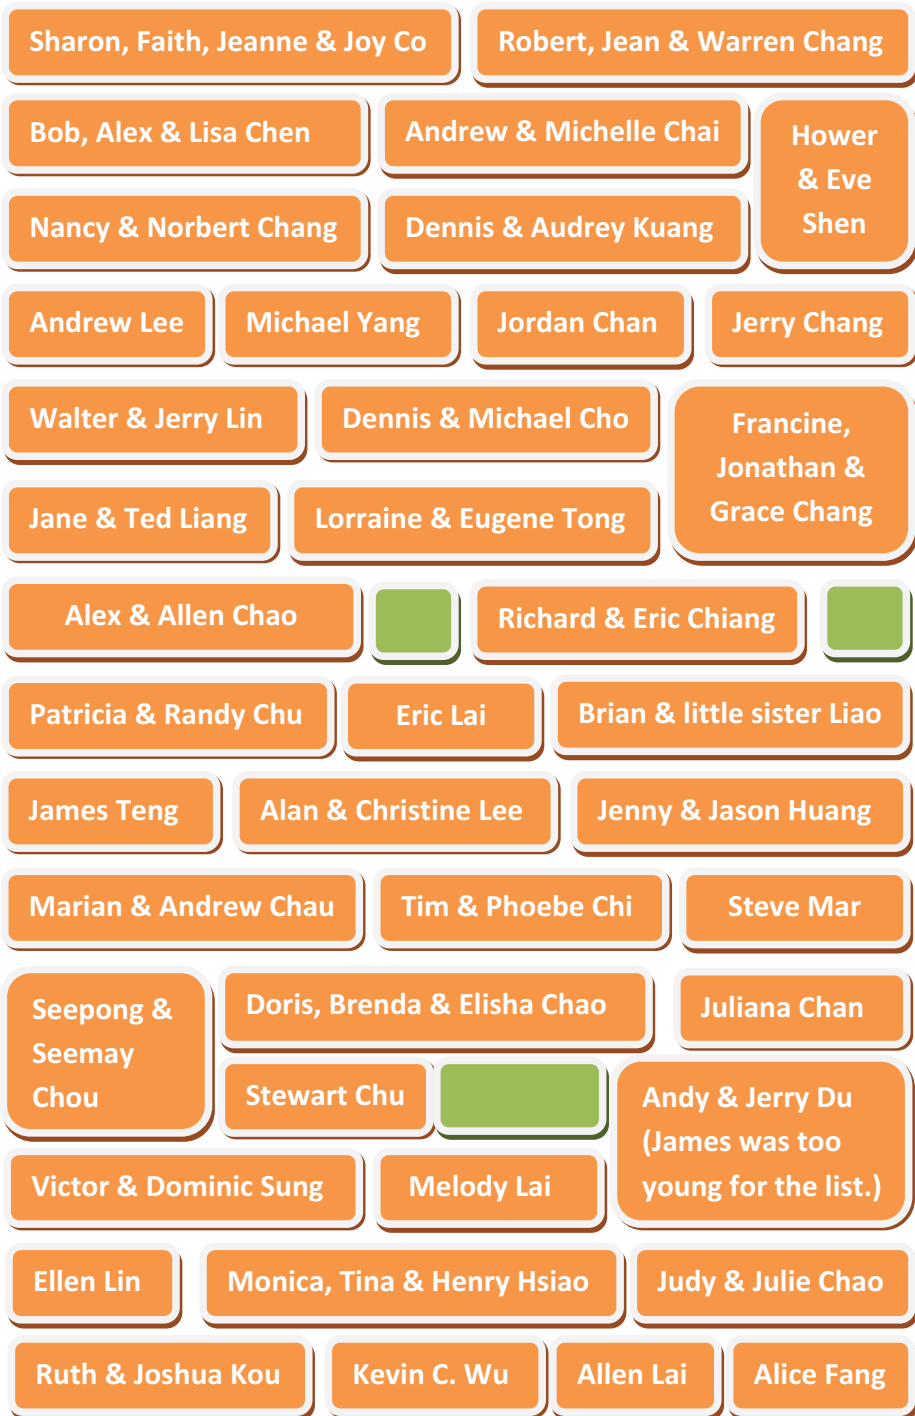 Sharon, Faith, Jeanne & Joy Co
Robert, Jean & Warren Chang
Bob, Alex & Lisa Chen
Andrew & Michelle Chai
Hower
& Eve
Shen
Nancy & Norbert Chang
Dennis & Audrey Kuang
Andrew Lee
Michael Yang
Jordan Chan
Jerry Chang
Walter & Jerry Lin
Dennis & Michael Cho
Francine,
Jonathan &
Grace Chang
Jane & Ted Liang
Lorraine & Eugene Tong
Alex & Allen Chao
Richard & Eric Chiang
Patricia & Randy Chu
Eric Lai
Brian & little sister Liao
James Teng
Alan & Christine Lee
Jenny & Jason Huang
Marian & Andrew Chau
Tim & Phoebe Chi
Steve Mar
Seepong &
Seemay
Chou
Doris, Brenda & Elisha Chao
Juliana Chan
Stewart Chu
Andy & Jerry Du
(James was too
young for the list.)
Victor & Dominic Sung
Melody Lai
Ellen Lin
Monica, Tina & Henry Hsiao
Judy & Julie Chao
Ruth & Joshua Kou
Kevin C. Wu
Allen Lai
Alice Fang